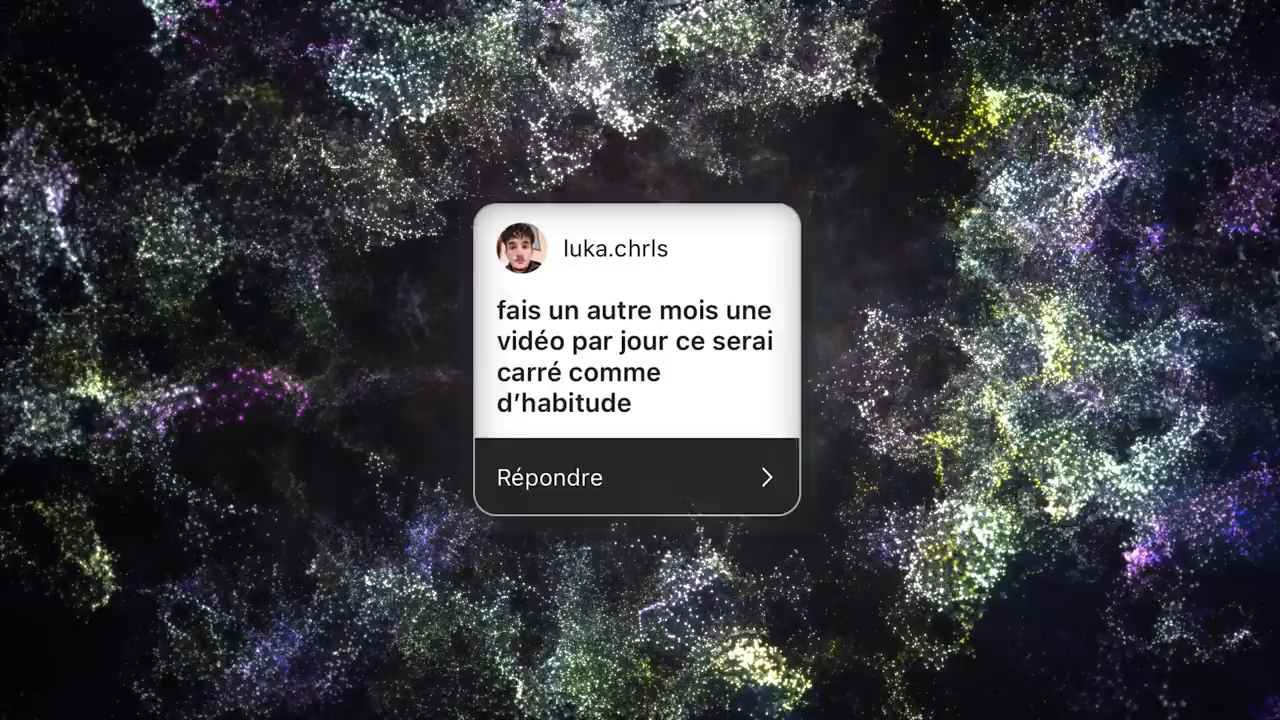 luka.chrls
fais un autre mois une
vidéo par jour ce serai
carré comme
d’habitude
Répondre